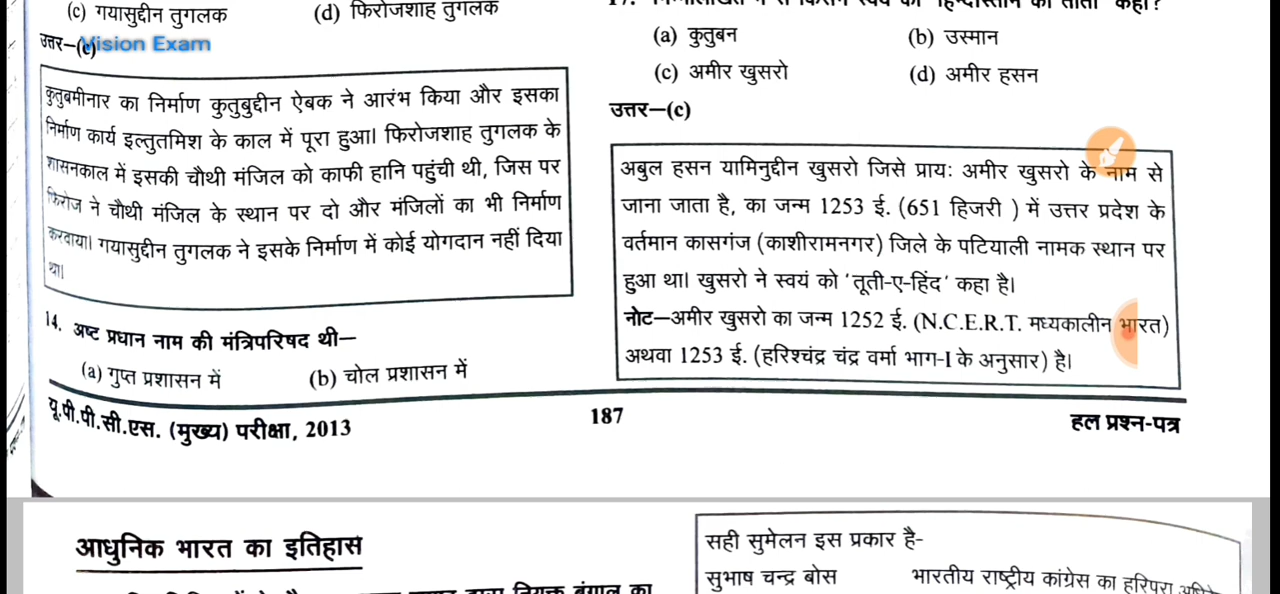 (c) गयासुद्दीन तुगलक (d) फिरोजशाह तुगलक
उत्तर—(c)
Vision Exam
कुतुबमीनार का निर्माण कुतुबुद्दीन ऐबक ने आरंभ किया और इसका
निर्माण कार्य इल्तुतमिश के काल में पूरा हुआ। फिरोजशाह तुगलक के
शासनकाल में इसकी चौथी मंजिल को काफी हानि पहुंची थी, जिस पर
फिरोज ने चौथी मंजिल के स्थान पर दो और मंजिलों का भी निर्माण
करवाया। गयासुद्दीन तुगलक ने इसके निर्माण में कोई योगदान नहीं दिया
था।
14. अष्ट प्रधान नाम की मंत्रिपरिषद थी—
(a) गुप्त प्रशासन में (b) चोल प्रशासन में
17. निम्नलिखित में से किसने स्वयं को 'हिन्दोस्तान का तोता' कहा?
(a) कुतुबन (b) उस्मान
(c) अमीर खुसरो (d) अमीर हसन
उत्तर—(c)
अबुल हसन यामिनुद्दीन खुसरो जिसे प्रायः अमीर खुसरो के नाम से
जाना जाता है, का जन्म 1253 ई. (651 हिजरी ) में उत्तर प्रदेश के
वर्तमान कासगंज (काशीरामनगर) जिले के पटियाली नामक स्थान पर
हुआ था। खुसरो ने स्वयं को 'तूती-ए-हिंद' कहा है।
नोट—अमीर खुसरो का जन्म 1252 ई. (N.C.E.R.T. मध्यकालीन भारत)
अथवा 1253 ई. (हरिश्चंद्र चंद्र वर्मा भाग-I के अनुसार) है।
यू.पी.पी.सी.एस. (मुख्य) परीक्षा, 2013 187 हल प्रश्न-पत्र
आधुनिक भारत का इतिहास
द्वारा नियुक्त बंगाल का
सही सुमेलन इस प्रकार है-
सुभाष चन्द्र बोस भारतीय राष्ट्रीय कांग्रेस का हरिपुरा